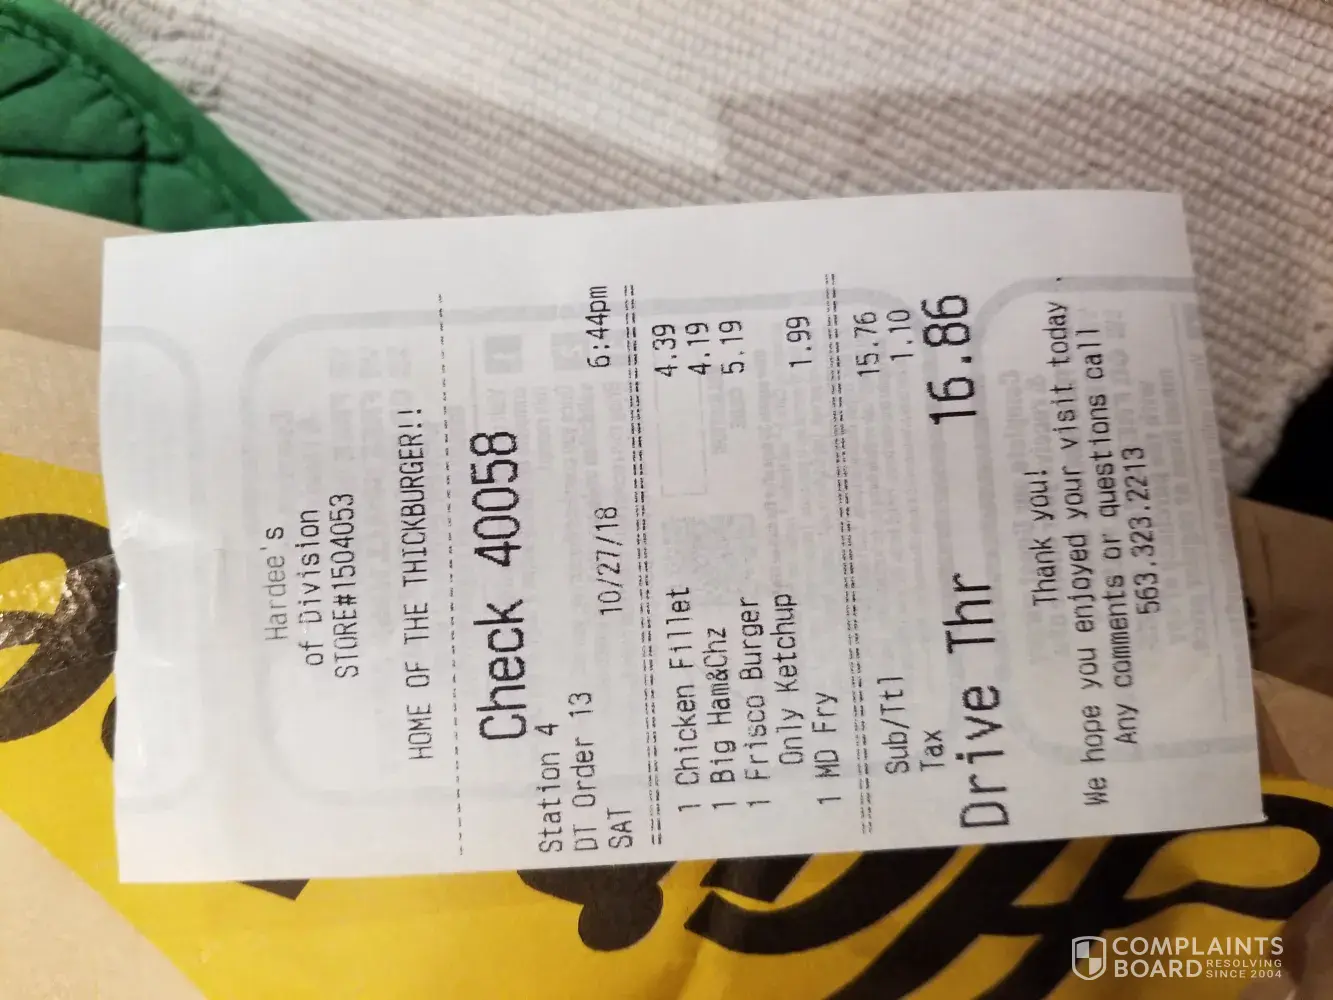 Hardee's
of Division
STORE#1504053
HOME OF THE THICKBURGER!!
Check 40058
Station 4
DT Order 13
SAT 10/27/18 6:44pm
1 Chicken Fillet 4.39
1 Big Ham&Chz 4.19
1 Frisco Burger 5.19
Only Ketchup
1 MD Fry 1.99
Sub/Ttl 15.76
Tax 1.10
Drive Thr 16.86
Thank you!
We hope you enjoyed your visit today .
Any comments or questions call
563.323.2213
COMPLAINTS
BOARD RESOLVING
SINCE 2004